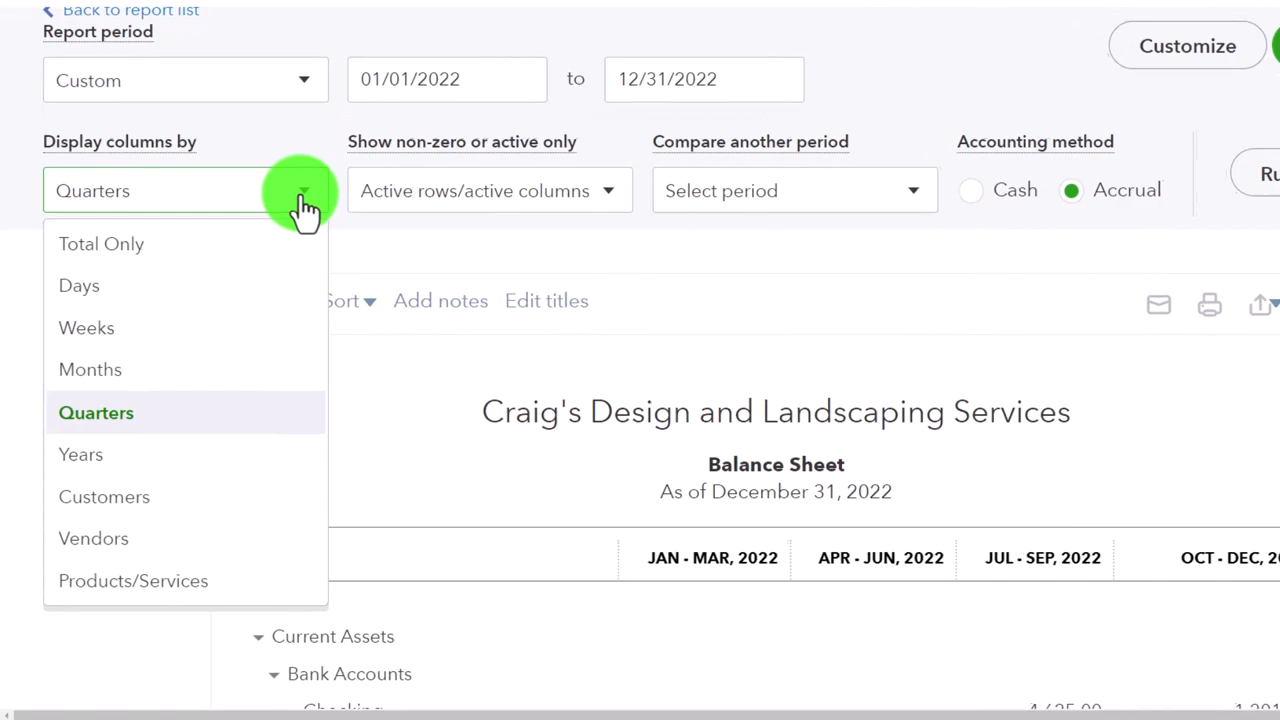 Back to report list
Report period
Customize
Custom
01/01/2022
to
12/31/2022
Display columns by
Show non-zero or active only
Compare another period
Accounting method
Quarters
Active rows/active columns
Select period
Cash
Accrual
Total Only
Days
Weeks
Months
Quarters
Years
Customers
Vendors
Products/Services
Sort
Add notes
Edit titles
Craig's Design and Landscaping Services
Balance Sheet
As of December 31, 2022
JAN - MAR, 2022
APR - JUN, 2022
JUL - SEP, 2022
OCT - DEC,
Current Assets
Bank Accounts
Checking